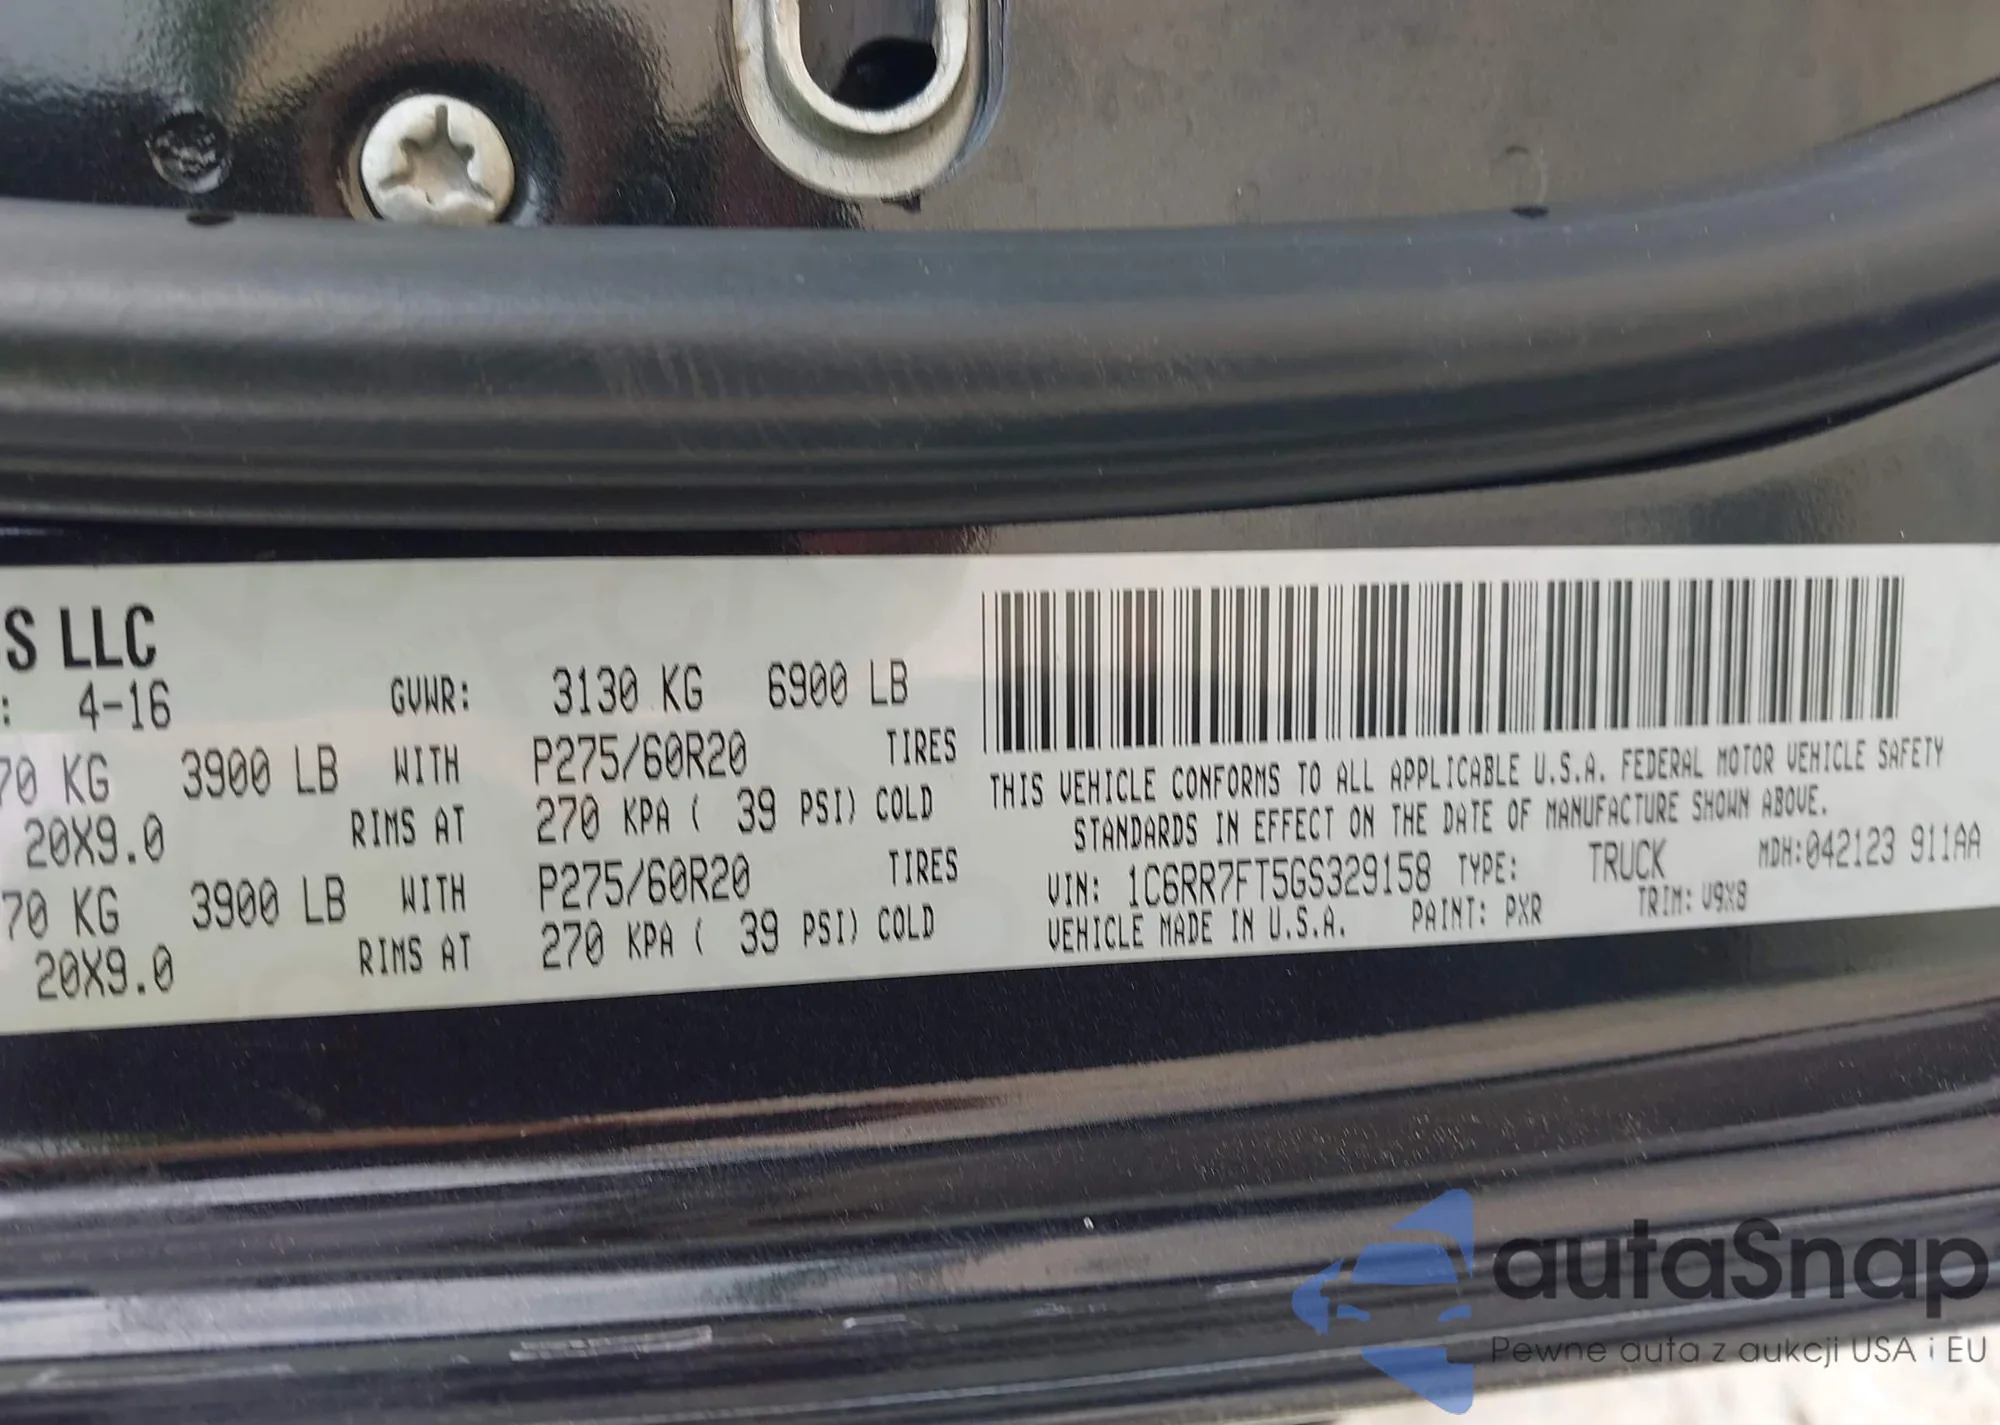 S LLC
: 4-16 GVWR: 3130 KG 6900 LB
70 KG 3900 LB WITH P275/60R20 TIRES
20X9.0 RIMS AT 270 KPA ( 39 PSI) COLD
70 KG 3900 LB WITH P275/60R20 TIRES
20X9.0 RIMS AT 270 KPA ( 39 PSI) COLD
THIS VEHICLE CONFORMS TO ALL APPLICABLE U.S.A. FEDERAL MOTOR VEHICLE SAFETY
STANDARDS IN EFFECT ON THE DATE OF MANUFACTURE SHOWN ABOVE.
VIN: 1C6RR7FT5GS329158 TYPE: TRUCK MDH:042123 911AA
VEHICLE MADE IN U.S.A. PAINT: PXR TRIM: V9X8
autaSnap
Pewne auta z aukcji USA i EU